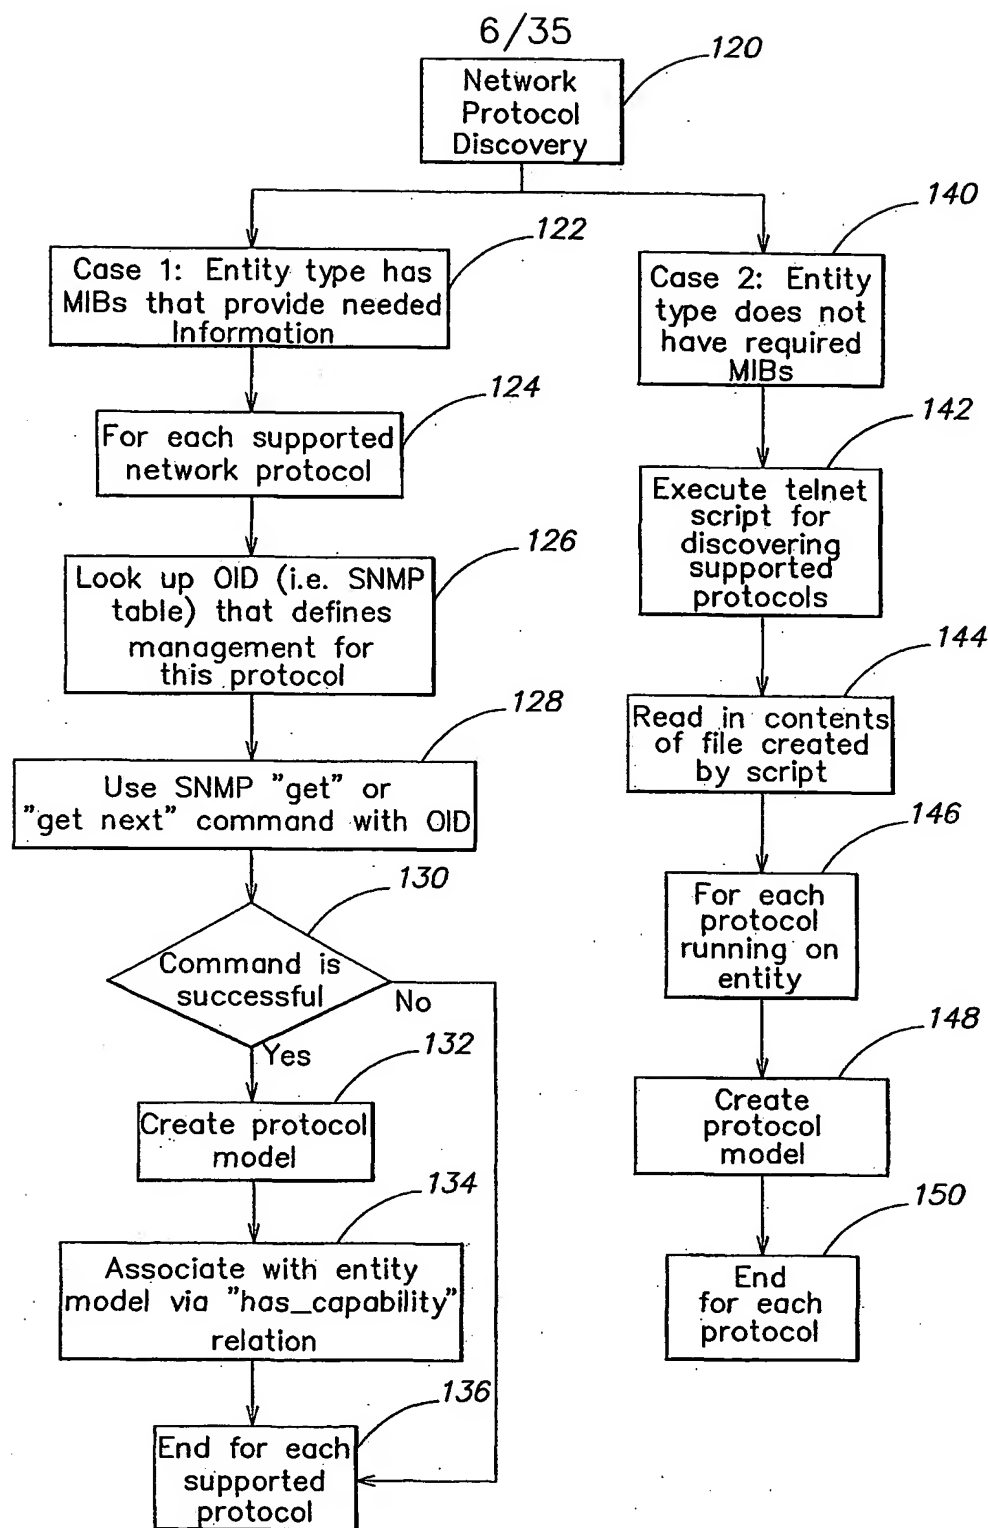 6/35
120
Network
Protocol
Discovery
122
Case 1: Entity type has
MIBs that provide needed
Information
124
For each supported
network protocol
126
Look up OID (i.e. SNMP
table) that defines
management for
this protocol
128
Use SNMP "get" or
"get next" command with OID
130
Command is
successful
No
Yes
132
Create protocol
model
134
Associate with entity
model via "has_capability"
relation
136
End for each
supported
protocol
140
Case 2: Entity
type does not
have required
MIBs
142
Execute telnet
script for
discovering
supported
protocols
144
Read in contents
of file created
by script
146
For each
protocol
running on
entity
148
Create
protocol
model
150
End
for each
protocol